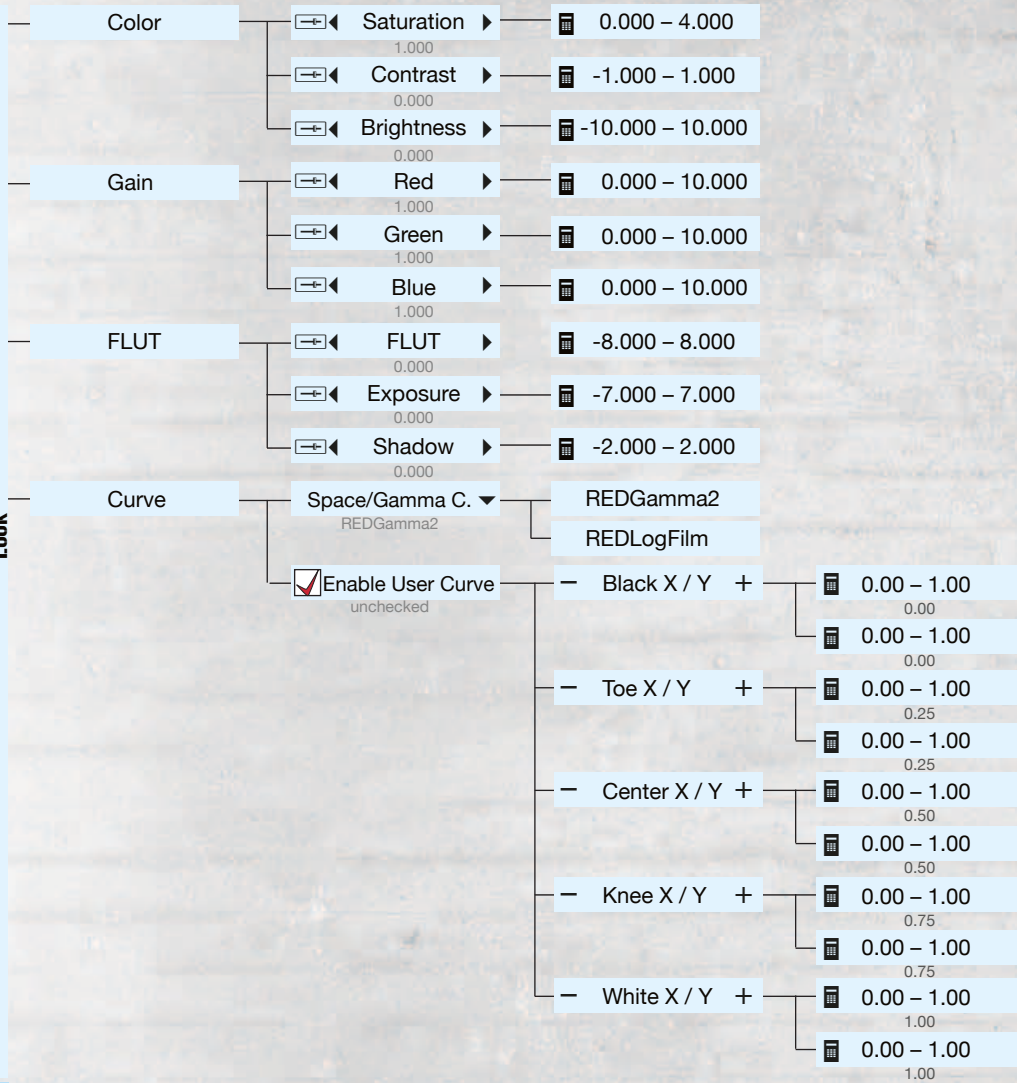 Color
Saturation
1.000
0.000 – 4.000
Contrast
0.000
-1.000 – 1.000
Brightness
0.000
-10.000 – 10.000
Gain
Red
1.000
0.000 – 10.000
Green
1.000
0.000 – 10.000
Blue
1.000
0.000 – 10.000
FLUT
FLUT
0.000
-8.000 – 8.000
Exposure
0.000
-7.000 – 7.000
Shadow
0.000
-2.000 – 2.000
LOOK
Curve
Space/Gamma C.
REDGamma2
REDGamma2
REDLogFilm
Enable User Curve
unchecked
− Black X / Y +
0.00 – 1.00
0.00
0.00 – 1.00
0.00
− Toe X / Y +
0.00 – 1.00
0.25
0.00 – 1.00
0.25
− Center X / Y +
0.00 – 1.00
0.50
0.00 – 1.00
0.50
− Knee X / Y +
0.00 – 1.00
0.75
0.00 – 1.00
0.75
− White X / Y +
0.00 – 1.00
1.00
0.00 – 1.00
1.00